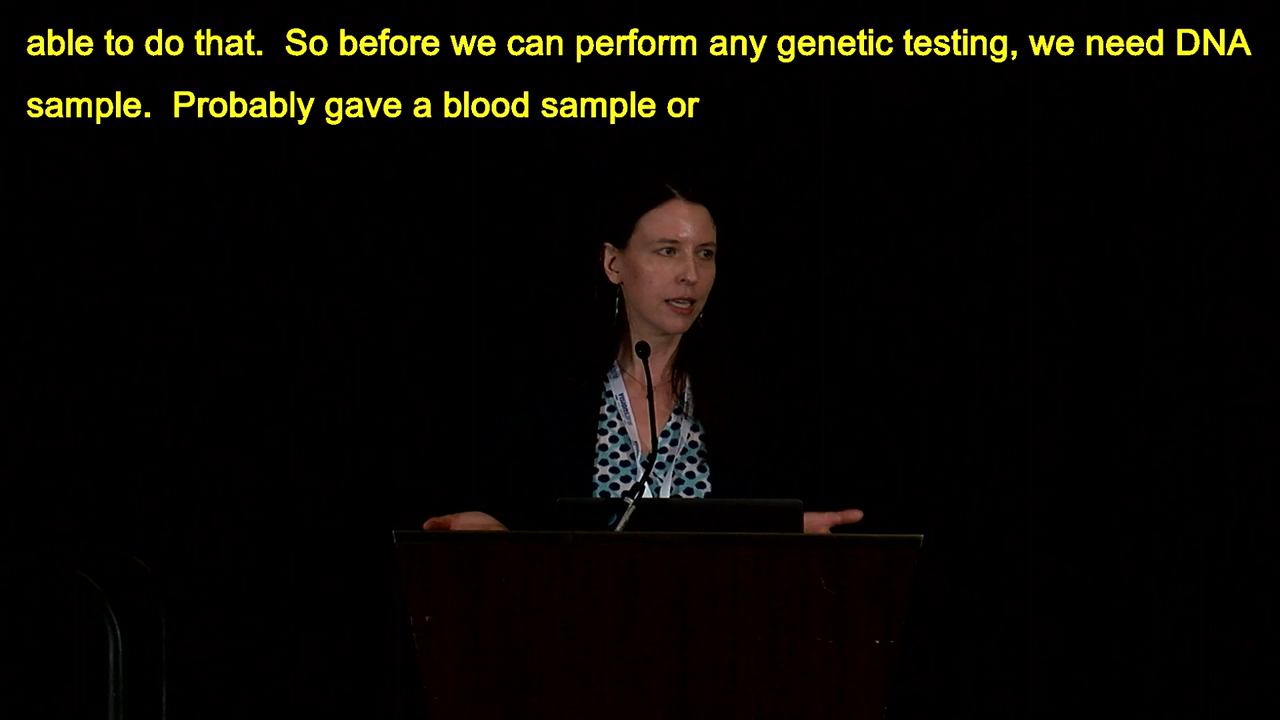 able to do that.  So before we can perform any genetic testing, we need DNA
sample.  Probably gave a blood sample or